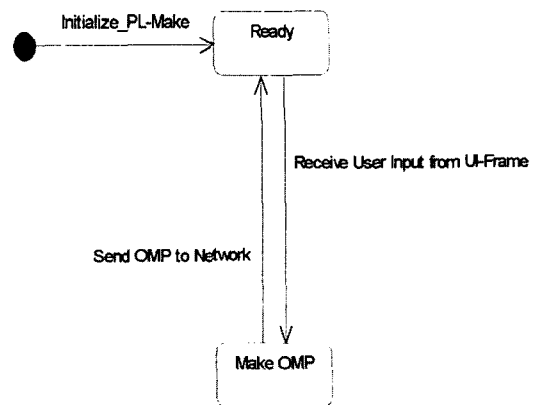 Initialize_PL-Make
Ready
Receive User Input from UI-Frame
Send OMP to Network
Make OMP